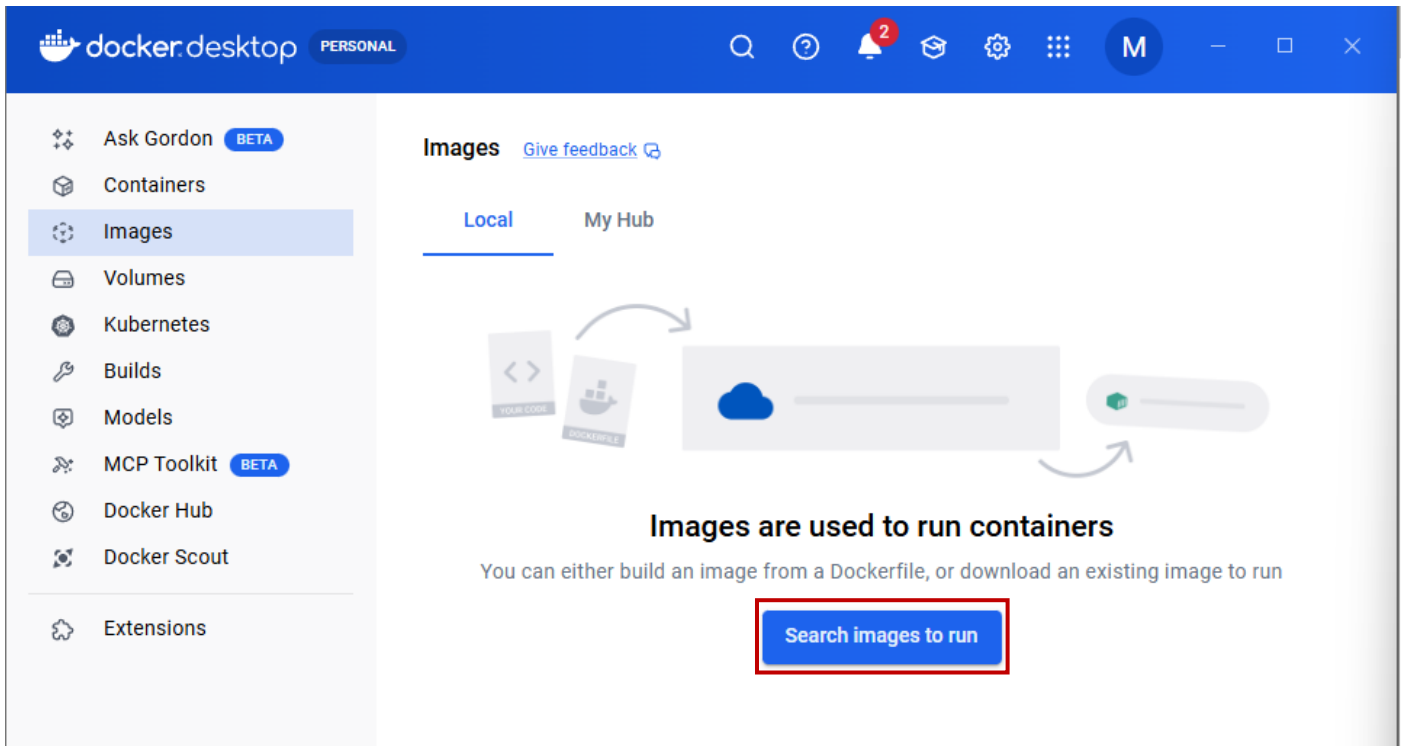 docker.desktop PERSONAL 2 M
Ask Gordon BETA
Containers
Images
Volumes
Kubernetes
Builds
Models
MCP Toolkit BETA
Docker Hub
Docker Scout
Extensions
Images Give feedback
Local My Hub
YOUR CODE
DOCKERFILE
Images are used to run containers
You can either build an image from a Dockerfile, or download an existing image to run
Search images to run